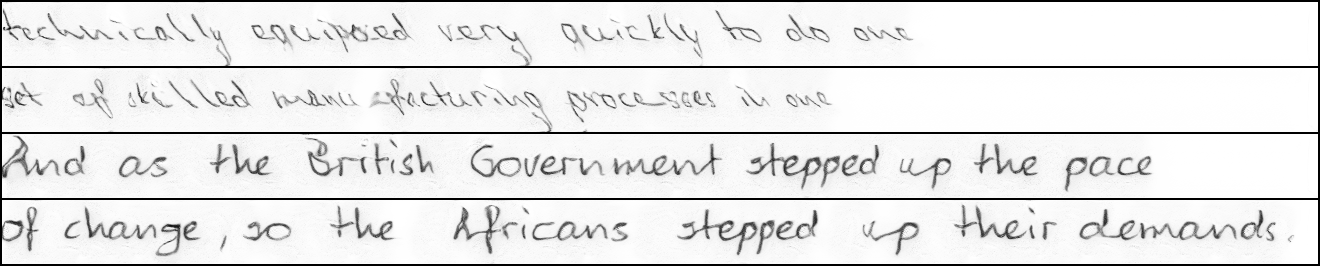 technically equipped very quickly to do one
set of skilled manufacturing processes in one
And as the British Government stepped up the pace
of change, so the Africans stepped up their demands.